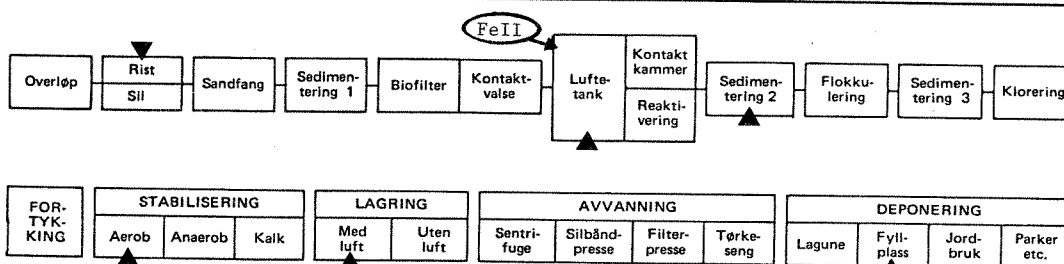 FeII
Overløp
Rist
Sil
Sandfang
Sedimen-
tering 1
Biofilter
Kontakt-
valse
Lufte-
tank
Kontakt
kammer
Reakti-
vering
Sedimen-
tering 2
Flokku-
lering
Sedimen-
tering 3
Klorering
FOR-
TYK-
KING
STABILISERING
Aerob
Anaerob
Kalk
LAGRING
Med
luft
Uten
luft
AVVANNING
Sentri-
fuge
Silbånd-
presse
Filter-
presse
Tørke-
seng
DEPONERING
Lagune
Fyll-
plass
Jord-
bruk
Parker
etc.